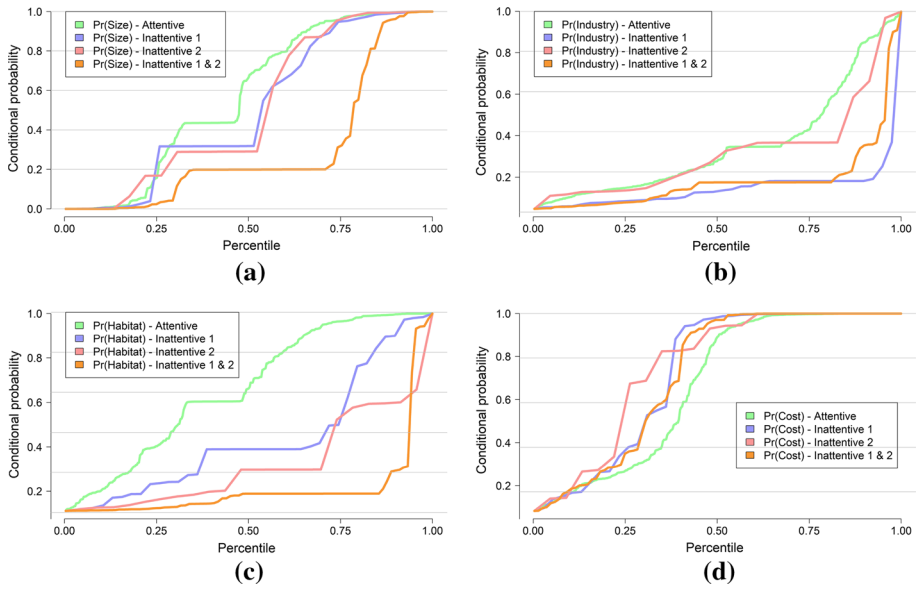 Conditional probability
1.0
0.8
0.6
0.4
0.2
0.0
Pr(Size) - Attentive
Pr(Size) - Inattentive 1
Pr(Size) - Inattentive 2
Pr(Size) - Inattentive 1 & 2
0.00 0.25 0.50 0.75 1.00
Percentile
(a)
Conditional probability
1.0
0.8
0.6
0.4
0.2
Pr(Industry) - Attentive
Pr(Industry) - Inattentive 1
Pr(Industry) - Inattentive 2
Pr(Industry) - Inattentive 1 & 2
0.00 0.25 0.50 0.75 1.00
Percentile
(b)
Conditional probability
1.0
0.8
0.6
0.4
0.2
Pr(Habitat) - Attentive
Pr(Habitat) - Inattentive 1
Pr(Habitat) - Inattentive 2
Pr(Habitat) - Inattentive 1 & 2
0.00 0.25 0.50 0.75 1.00
Percentile
(c)
Conditional probability
1.0
0.8
0.6
0.4
0.2
Pr(Cost) - Attentive
Pr(Cost) - Inattentive 1
Pr(Cost) - Inattentive 2
Pr(Cost) - Inattentive 1 & 2
0.00 0.25 0.50 0.75 1.00
Percentile
(d)